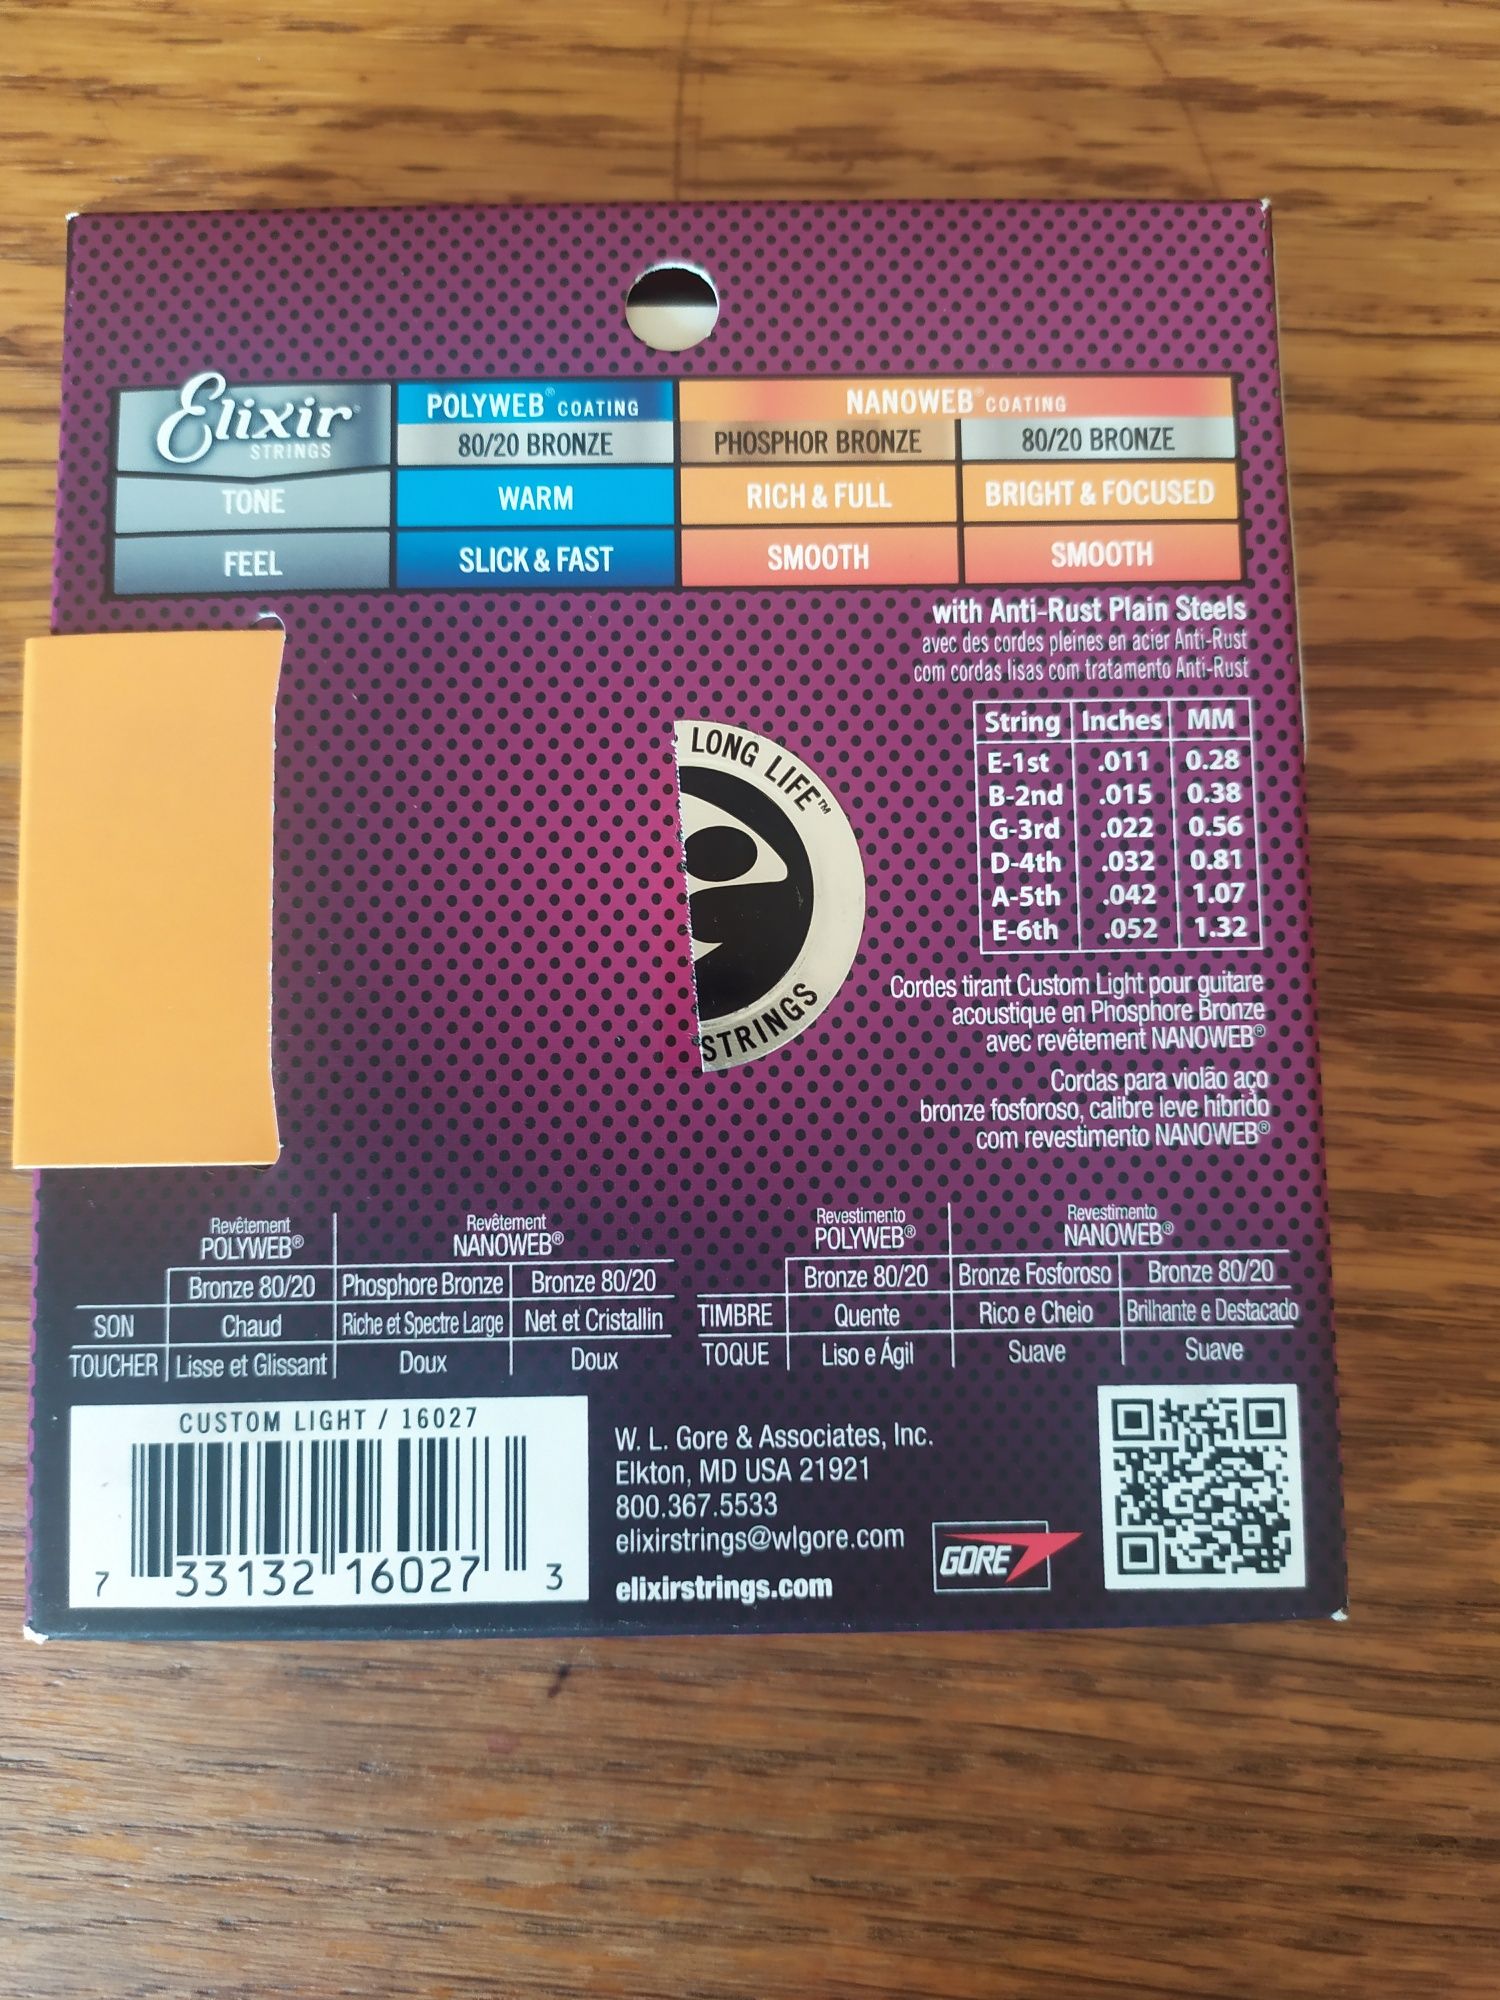 Elixir®
STRINGS
POLYWEB® COATING
NANOWEB® COATING
80/20 BRONZE
PHOSPHOR BRONZE
80/20 BRONZE
TONE
WARM
RICH & FULL
BRIGHT & FOCUSED
FEEL
SLICK & FAST
SMOOTH
SMOOTH
with Anti-Rust Plain Steels
avec des cordes pleines en acier Anti-Rust
com cordas lisas com tratamento Anti-Rust
LONG LIFE™
STRINGS
String Inches MM
E-1st .011 0.28
B-2nd .015 0.38
G-3rd .022 0.56
D-4th .032 0.81
A-5th .042 1.07
E-6th .052 1.32
Cordes tirant Custom Light pour guitare
acoustique en Phosphore Bronze
avec revêtement NANOWEB®
Cordas para violão aço
bronze fosforoso, calibre leve híbrido
com revestimento NANOWEB®
Revêtement
POLYWEB®
Revêtement
NANOWEB®
Bronze 80/20 Phosphore Bronze Bronze 80/20
SON Chaud Riche et Spectre Large Net et Cristallin
TOUCHER Lisse et Glissant Doux Doux
Revestimento
POLYWEB®
Revestimento
NANOWEB®
Bronze 80/20 Bronze Fosforoso Bronze 80/20
TIMBRE Quente Rico e Cheio Brilhante e Destacado
TOQUE Liso e Ágil Suave Suave
CUSTOM LIGHT / 16027
7 33132 16027 3
W. L. Gore & Associates, Inc.
Elkton, MD USA 21921
800.367.5533
elixirstrings@wlgore.com
elixirstrings.com
GORE